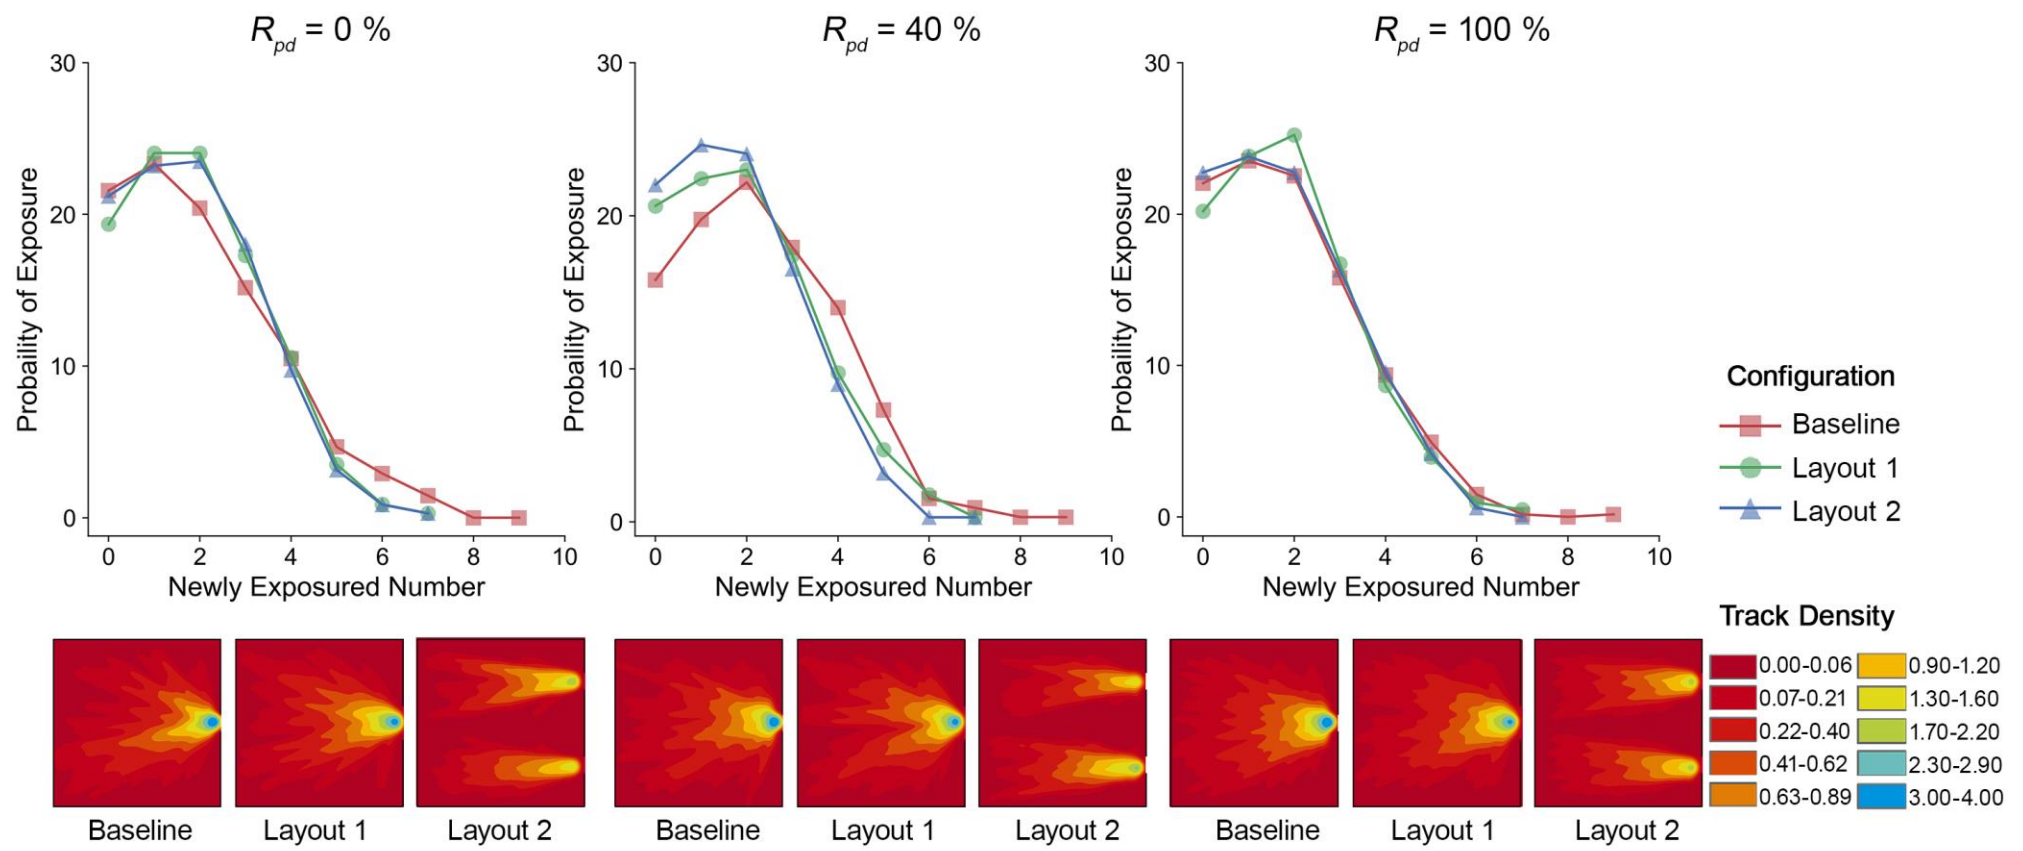 R_pd = 0 %
R_pd = 40 %
R_pd = 100 %
30
20
10
0
Probaility of Exposure
0 2 4 6 8 10
Newly Exposured Number
30
20
10
0
Probaility of Exposure
0 2 4 6 8 10
Newly Exposured Number
30
20
10
0
Probaility of Exposure
0 2 4 6 8 10
Newly Exposured Number
Configuration
Baseline
Layout 1
Layout 2
Track Density
0.00-0.06 0.90-1.20
0.07-0.21 1.30-1.60
0.22-0.40 1.70-2.20
0.41-0.62 2.30-2.90
0.63-0.89 3.00-4.00
Baseline Layout 1 Layout 2
Baseline Layout 1 Layout 2
Baseline Layout 1 Layout 2